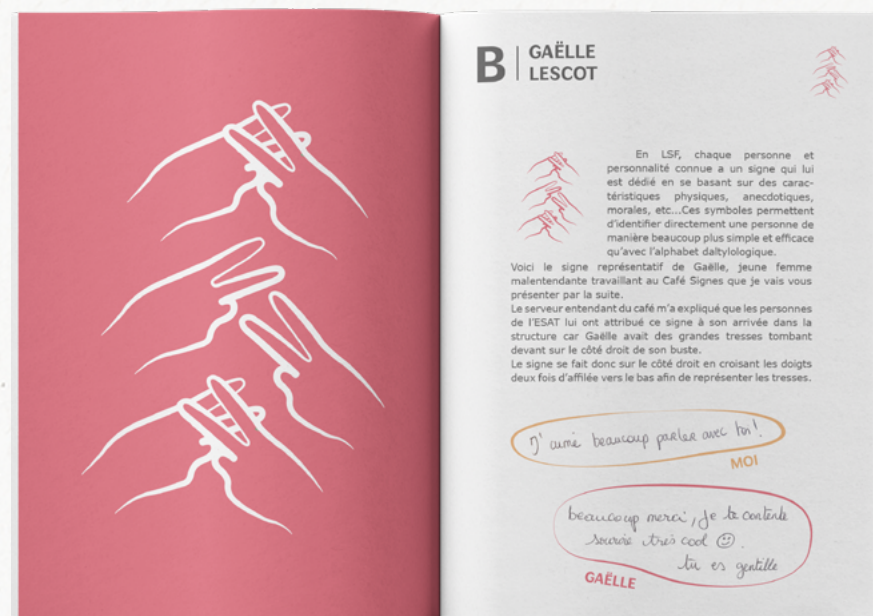 B
GAËLLE
LESCOT
En LSF, chaque personne et
personnalité connue a un signe qui lui
est dédié en se basant sur des carac-
téristiques physiques, anecdotiques,
morales, etc...Ces symboles permettent
d'identifier directement une personne de
manière beaucoup plus simple et efficace
qu'avec l'alphabet daltylologique.
Voici le signe représentatif de Gaëlle, jeune femme
malentendante travaillant au Café Signes que je vais vous
présenter par la suite.
Le serveur entendant du café m'a expliqué que les personnes
de l'ESAT lui ont attribué ce signe à son arrivée dans la
structure car Gaëlle avait des grandes tresses tombant
devant sur le côté droit de son buste.
Le signe se fait donc sur le côté droit en croisant les doigts
deux fois d'affilée vers le bas afin de représenter les tresses.
J'aime beaucoup parler avec toi!
MOI
beaucoup merci, je te contente
sourire très cool
tu es gentille
GAËLLE